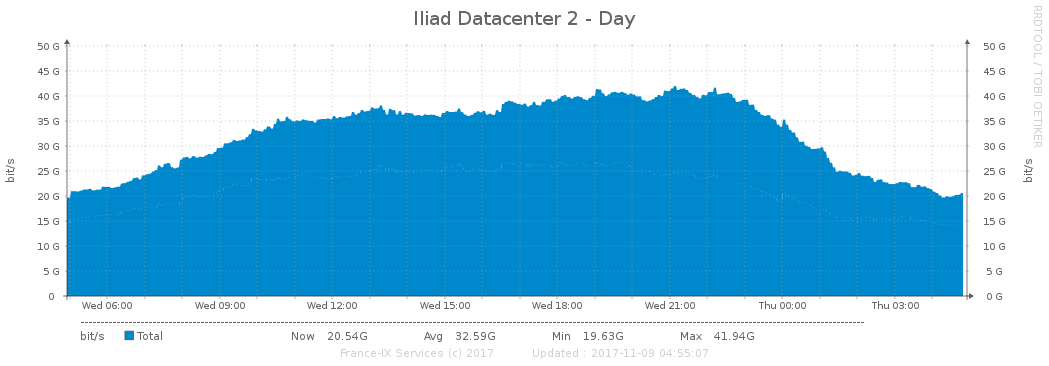 Iliad Datacenter 2 - Day
RRDTOOL / TOBI OETIKER
50 G 50 G
45 G 45 G
40 G 40 G
35 G 35 G
30 G 30 G
25 G 25 G
20 G 20 G
15 G 15 G
10 G 10 G
5 G 5 G
0 0 G
bit/s bit/s
Wed 06:00 Wed 09:00 Wed 12:00 Wed 15:00 Wed 18:00 Wed 21:00 Thu 00:00 Thu 03:00
bit/s Total Now 20.54G Avg 32.59G Min 19.63G Max 41.94G
France-IX Services (c) 2017 Updated : 2017-11-09 04:55:07